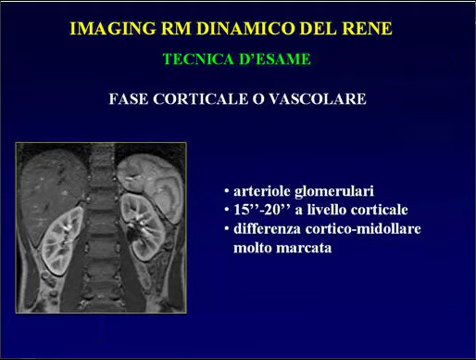 IMAGING RM DINAMICO DEL RENE
TECNICA D'ESAME
FASE CORTICALE O VASCOLARE
• arteriole glomerulari
• 15’’-20’’ a livello corticale
• differenza cortico-midollare
molto marcata